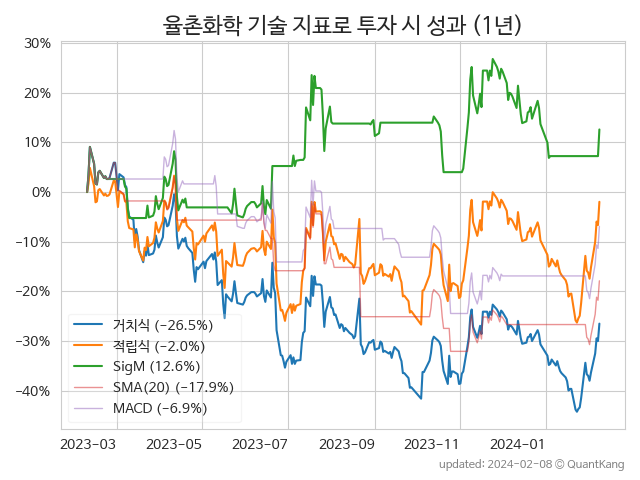 율촌화학 기술 지표로 투자 시 성과 (1년)
30%
20%
10%
0%
−10%
−20%
−30%
−40%
거치식 (−26.5%)
적립식 (−2.0%)
SigM (12.6%)
SMA(20) (−17.9%)
MACD (−6.9%)
2023-03 2023-05 2023-07 2023-09 2023-11 2024-01
updated: 2024-02-08 © QuantKang